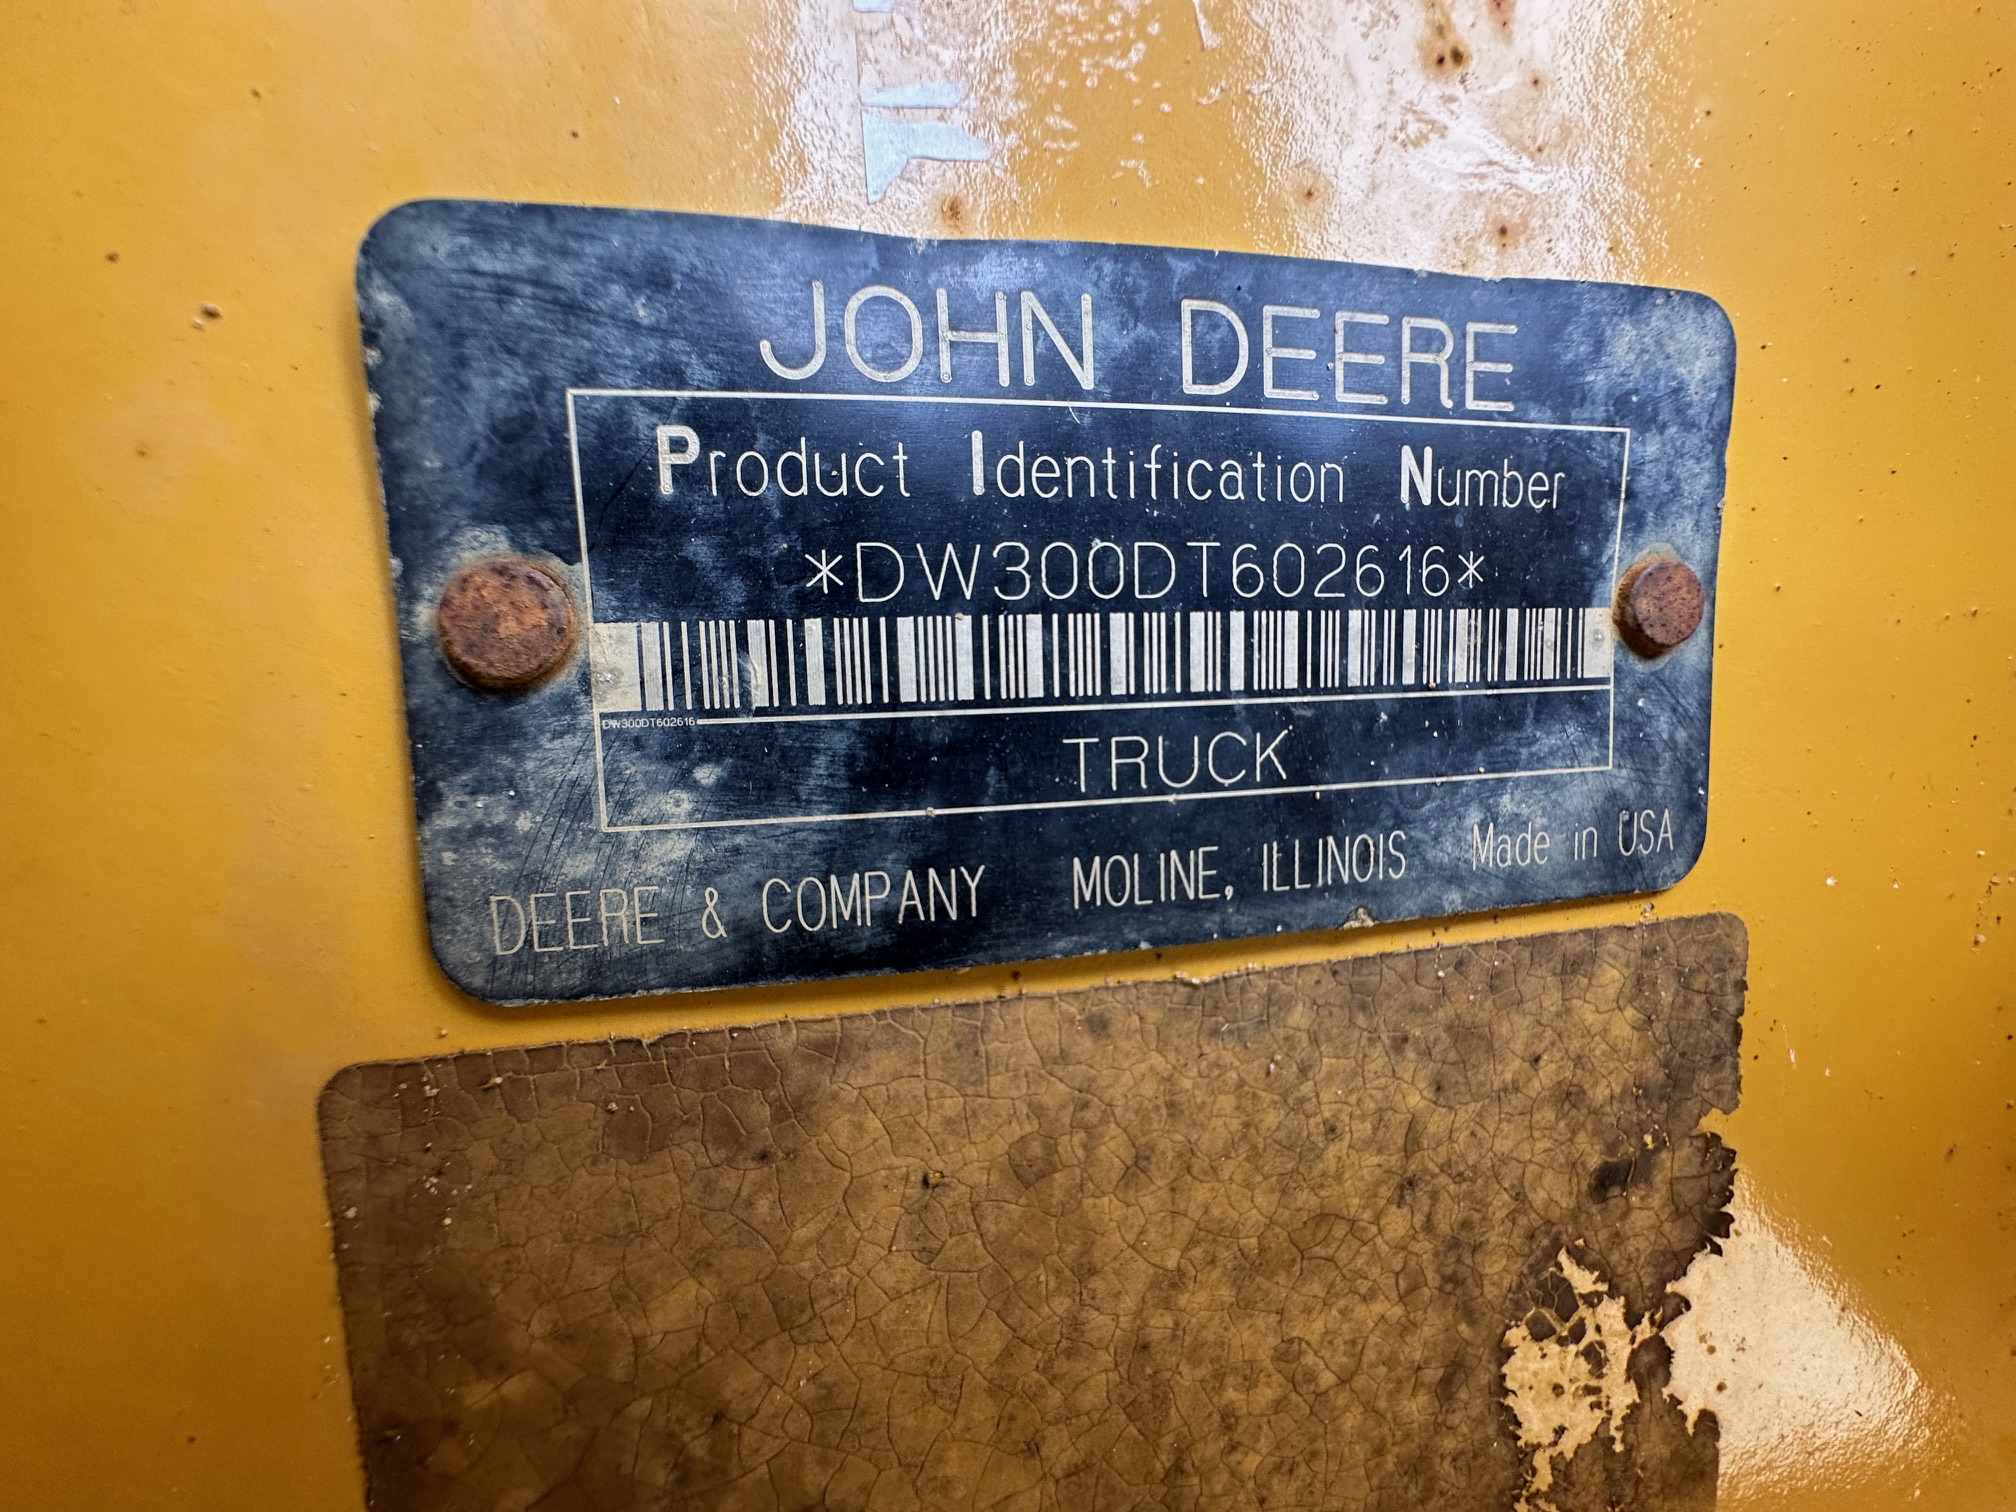 JOHN DEERE
Product Identification Number
*DW300DT602616*
DW300DT602616
TRUCK
DEERE & COMPANY MOLINE, ILLINOIS Made in USA